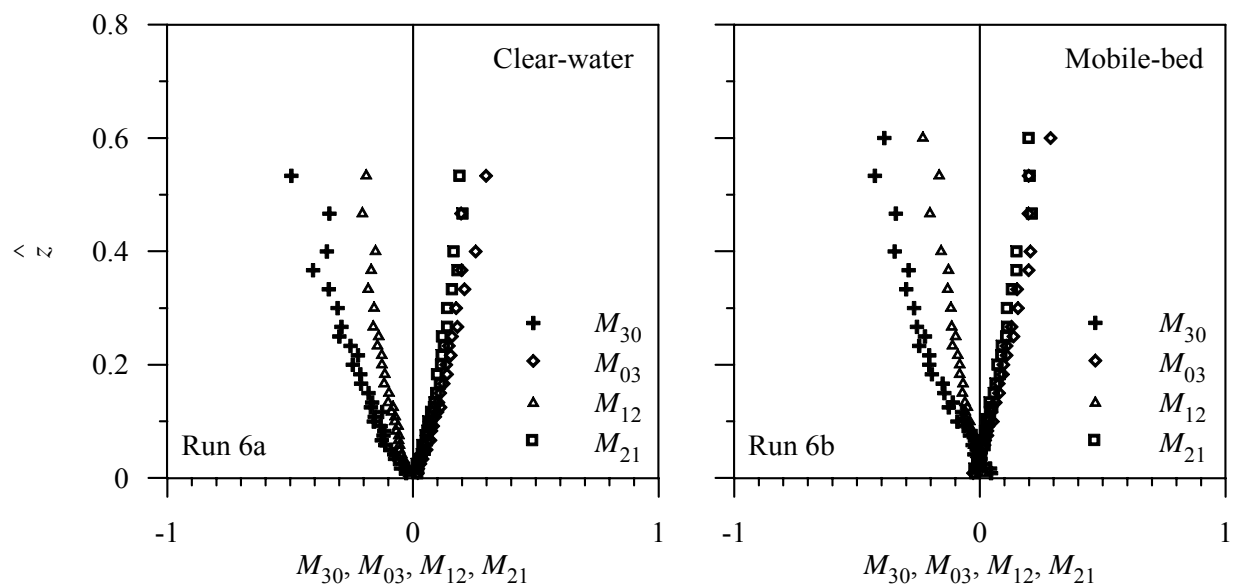 0.8
0.6
0.4
0.2
0
ẑ
Clear-water
M30
M03
M12
M21
Run 6a
-1
0
1
M30, M03, M12, M21
Mobile-bed
M30
M03
M12
M21
Run 6b
-1
0
1
M30, M03, M12, M21